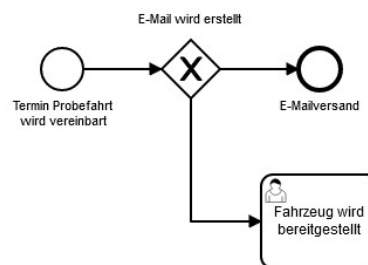 E-Mail wird erstellt
Termin Probefahrt
wird vereinbart
E-Mailversand
Fahrzeug wird
bereitgestellt